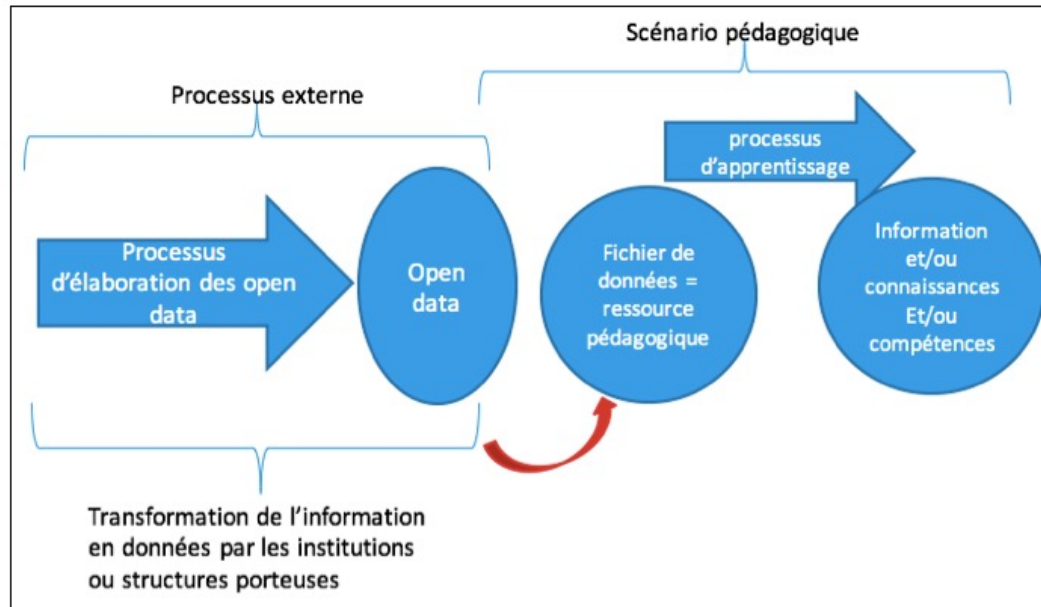 Scénario pédagogique
Processus externe
processus
d'apprentissage
Processus
d'élaboration des open
data
Open
data
Fichier de
données =
ressource
pédagogique
Information
et/ou
connaissances
Et/ou
compétences
Transformation de l'information
en données par les institutions
ou structures porteuses